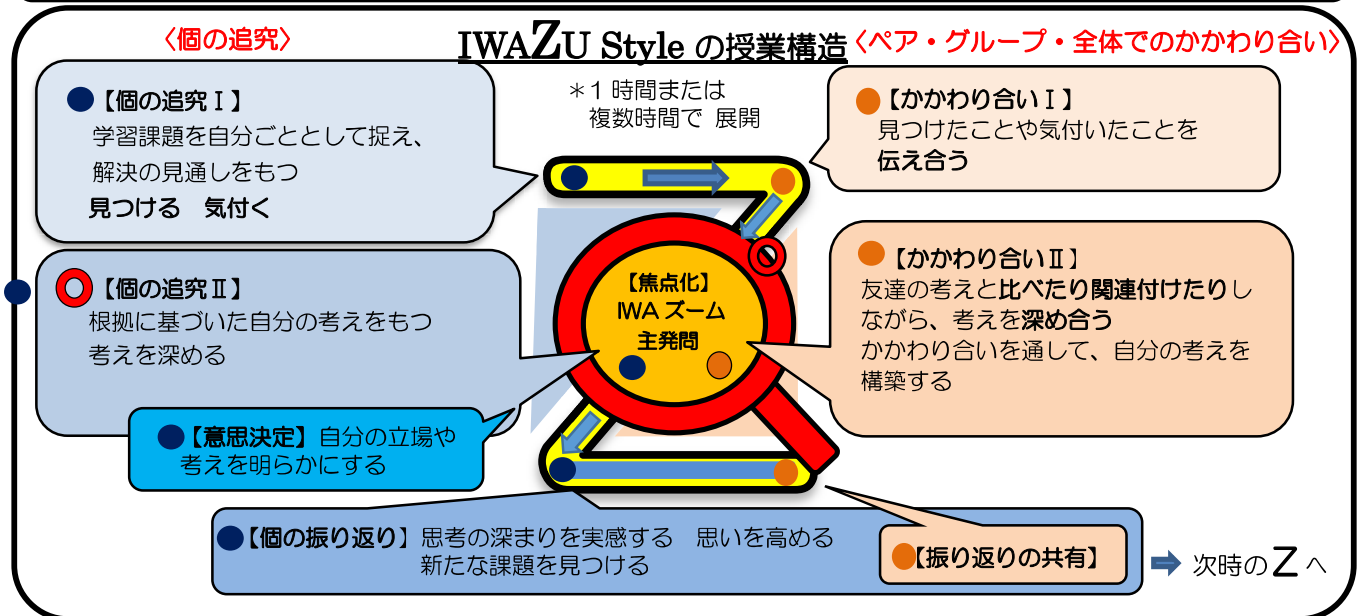 〈個の追究〉
IWAZU Style の授業構造
〈ペア・グループ・全体でのかかわり合い〉
*1 時間または
複数時間で 展開
【個の追究Ⅰ】
学習課題を自分ごととして捉え、
解決の見通しをもつ
見つける 気付く
【かかわり合いⅠ】
見つけたことや気付いたことを
伝え合う
【個の追究Ⅱ】
根拠に基づいた自分の考えをもつ
考えを深める
【焦点化】
IWA ズーム
主発問
【かかわり合いⅡ】
友達の考えと比べたり関連付けたりし
ながら、考えを深め合う
かかわり合いを通して、自分の考えを
構築する
【意思決定】自分の立場や
考えを明らかにする
【個の振り返り】思考の深まりを実感する 思いを高める
新たな課題を見つける
【振り返りの共有】
次時の Z へ